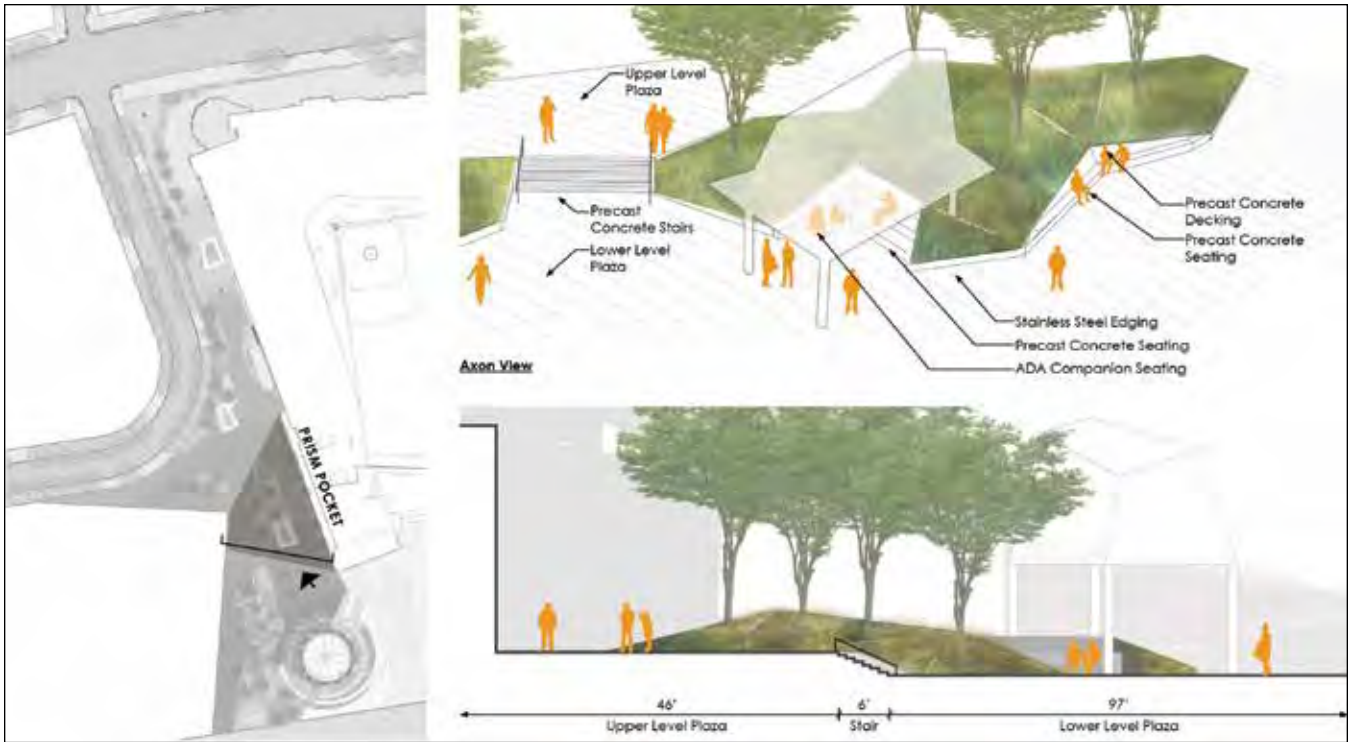 PRISM POCKET
Upper Level
Plaza
Precast
Concrete Stairs
Lower Level
Plaza
Precast Concrete
Decking
Precast Concrete
Seating
Stainless Steel Edging
Precast Concrete Seating
ADA Companion Seating
Axon View
46' 6' 97'
Upper Level Plaza Stair Lower Level Plaza